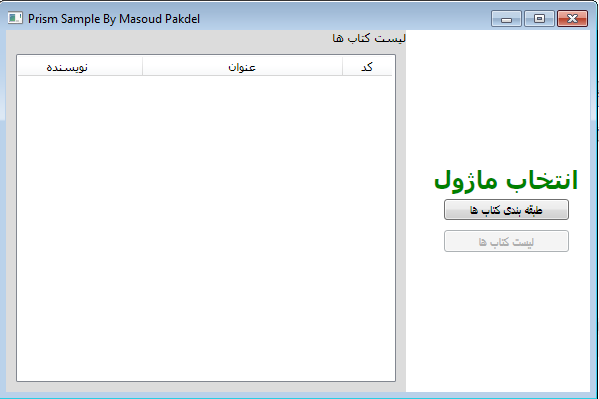 Prism Sample By Masoud Pakdel
لیست کتاب ها
کد عنوان نویسنده
انتخاب ماژول
طبقه بندی کتاب ها
لیست کتاب ها